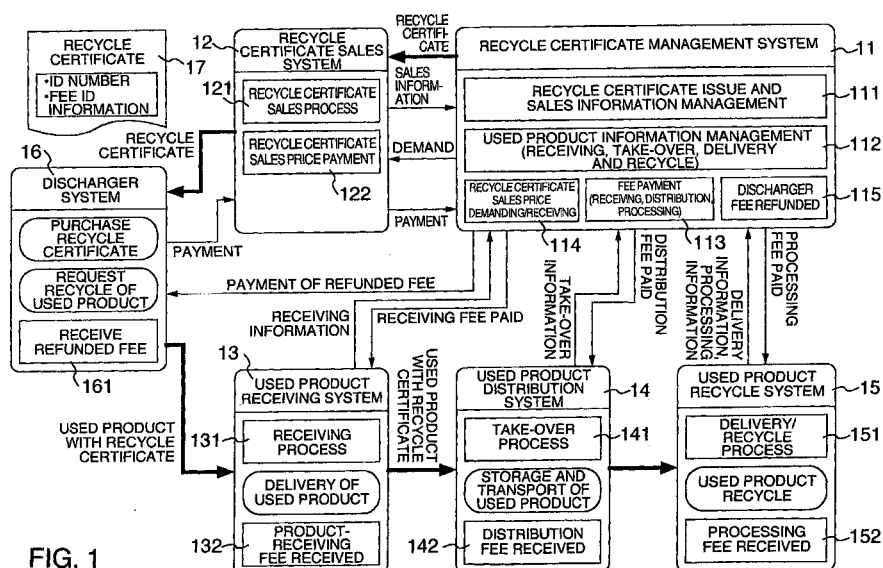 RECYCLE
CERTIFICATE
•ID NUMBER
•FEE ID
INFORMATION
17
RECYCLE
CERTIFICATE
16
DISCHARGER
SYSTEM
PURCHASE
RECYCLE
CERTIFICATE
REQUEST
RECYCLE OF
USED PRODUCT
RECEIVE
REFUNDED FEE
161
PAYMENT
12
RECYCLE
CERTIFICATE SALES
SYSTEM
121
RECYCLE CERTIFICATE
SALES PROCESS
RECYCLE CERTIFICATE
SALES PRICE PAYMENT
122
RECYCLE
CERTIFI-
CATE
SALES
INFORM-
ATION
DEMAND
PAYMENT
RECYCLE CERTIFICATE MANAGEMENT SYSTEM
11
RECYCLE CERTIFICATE ISSUE AND
SALES INFORMATION MANAGEMENT
111
USED PRODUCT INFORMATION MANAGEMENT
(RECEIVING, TAKE-OVER, DELIVERY
AND RECYCLE)
112
RECYCLE CERTIFICATE
SALES PRICE
DEMANDING/RECEIVING
114
FEE PAYMENT
(RECEIVING, DISTRIBUTION,
PROCESSING)
113
DISCHARGER
FEE REFUNDED
115
PAYMENT OF REFUNDED FEE
RECEIVING
INFORMATION
RECEIVING FEE PAID
TAKE-OVER
INFORMATION
DISTRIBUTION
FEE PAID
DELIVERY
INFORMATION,
PROCESSING
INFORMATION
PROCESSING
FEE PAID
USED PRODUCT
WITH RECYCLE
CERTIFICATE
13
USED PRODUCT
RECEIVING SYSTEM
131
RECEIVING
PROCESS
DELIVERY OF
USED PRODUCT
132
PRODUCT-
RECEIVING
FEE RECEIVED
USED PRODUCT
WITH RECYCLE
CERTIFICATE
USED PRODUCT
DISTRIBUTION
SYSTEM
14
TAKE-OVER
PROCESS
141
STORAGE AND
TRANSPORT OF
USED PRODUCT
142
DISTRIBUTION
FEE RECEIVED
USED PRODUCT
RECYCLE SYSTEM
15
DELIVERY/
RECYCLE
PROCESS
151
USED PRODUCT
RECYCLE
PROCESSING
FEE RECEIVED
152
FIG. 1